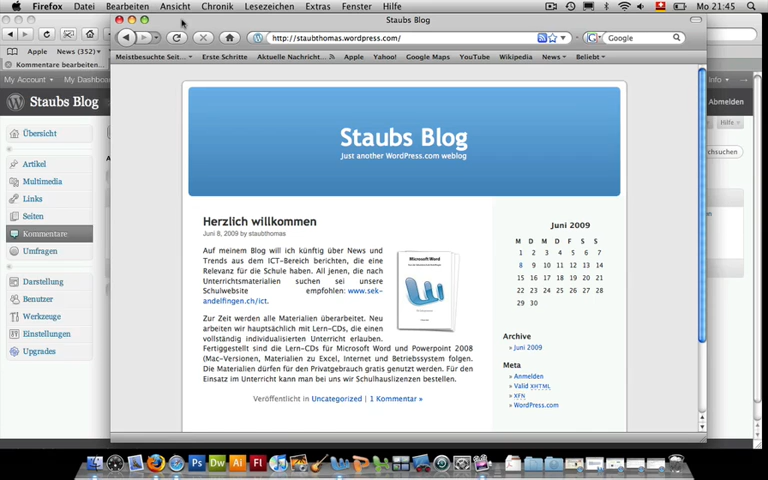 Firefox Datei Bearbeiten Ansicht Chronik Lesezeichen Extras Fenster Hilfe Mo 21:45
Staubs Blog
http://staubthomas.wordpress.com/
Google
Meistbesuchte Seit... Erste Schritte Aktuelle Nachricht... Apple Yahoo! Google Maps YouTube Wikipedia News Beliebt
Apple News (352)
Kommentare bearbeiten...
My Account My Dashboa
Info
Staubs Blog
Abmelden
Hilfe
chsuchen
Übersicht
Artikel
Multimedia
Links
Seiten
Kommentare
Umfragen
Darstellung
Benutzer
Werkzeuge
Einstellungen
Upgrades
Staubs Blog
Just another WordPress.com weblog
Herzlich willkommen
Juni 8, 2009 by staubthomas
Auf meinem Blog will ich künftig über News und
Trends aus dem ICT-Bereich berichten, die eine
Relevanz für die Schule haben. All jenen, die nach
Unterrichtsmaterialien suchen sei unsere
Schulwebsite empfohlen: www.sek-
andelfingen.ch/ict.
Microsoft Word
Zur Zeit werden alle Materialien überarbeitet. Neu
arbeiten wir hauptsächlich mit Lern-CDs, die einen
vollständig individualisierten Unterricht erlauben.
Fertiggestellt sind die Lern-CDs für Microsoft Word und Powerpoint 2008
(Mac-Versionen, Materialien zu Excel, Internet und Betriebssystem folgen.
Die Materialien dürfen für den Privatgebrauch gratis genutzt werden. Für den
Einsatz im Unterricht kann man bei uns wir Schulhauslizenzen bestellen.
Veröffentlicht in Uncategorized | 1 Kommentar »
Juni 2009
M D M D F S S
1 2 3 4 5 6 7
8 9 10 11 12 13 14
15 16 17 18 19 20 21
22 23 24 25 26 27 28
29 30
Archive
» Juni 2009
Meta
» Anmelden
» Valid XHTML
» XFN
» WordPress.com
Ps Dw Ai Fl